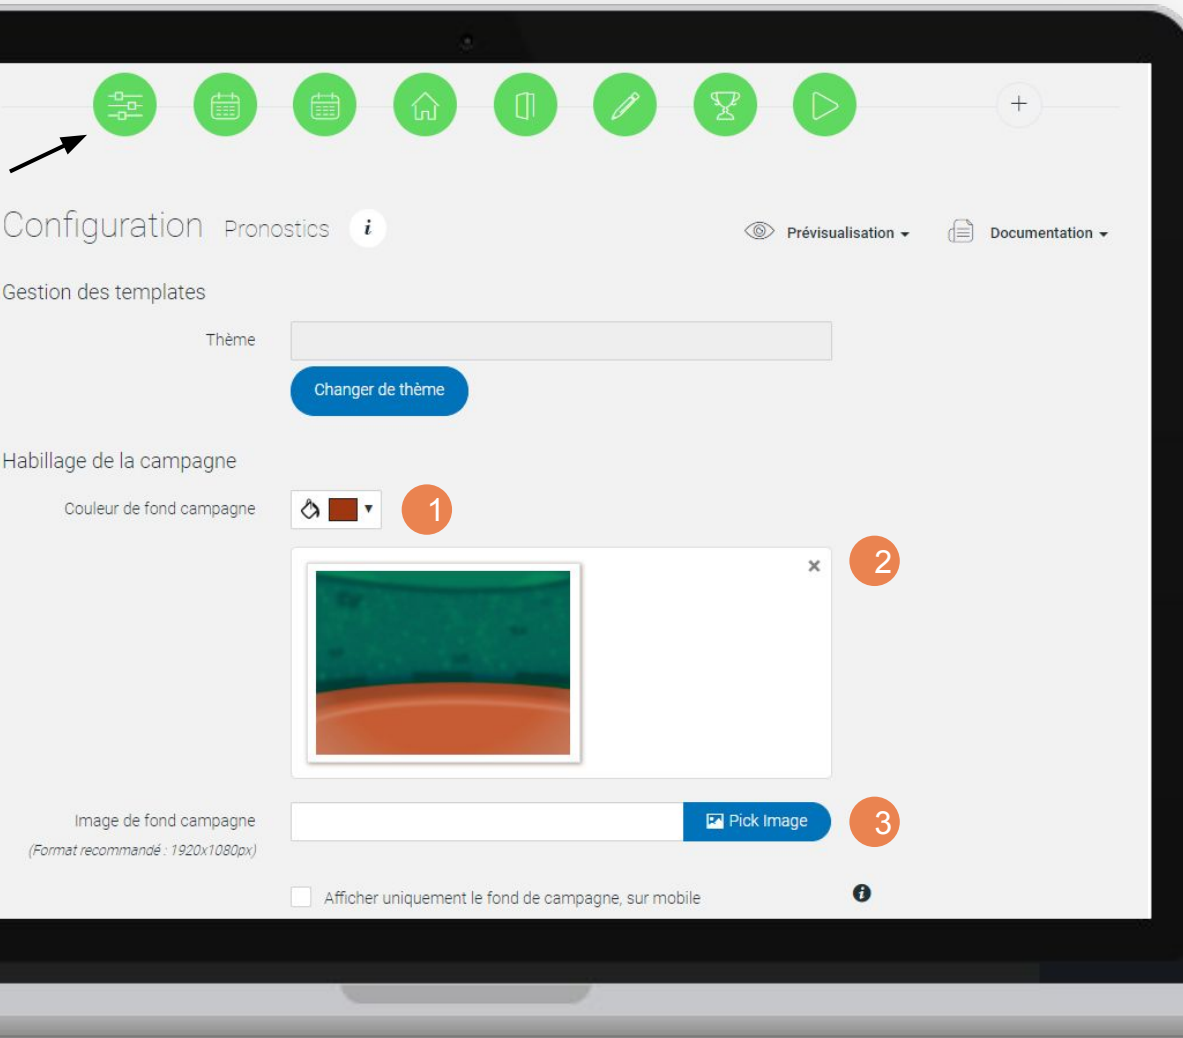 Configuration Pronostics i
Prévisualisation
Documentation
Gestion des templates
Thème
Changer de thème
Habillage de la campagne
Couleur de fond campagne
1
2
Image de fond campagne
Pick Image
3
(Format recommandé : 1920x1080px)
Afficher uniquement le fond de campagne, sur mobile
i